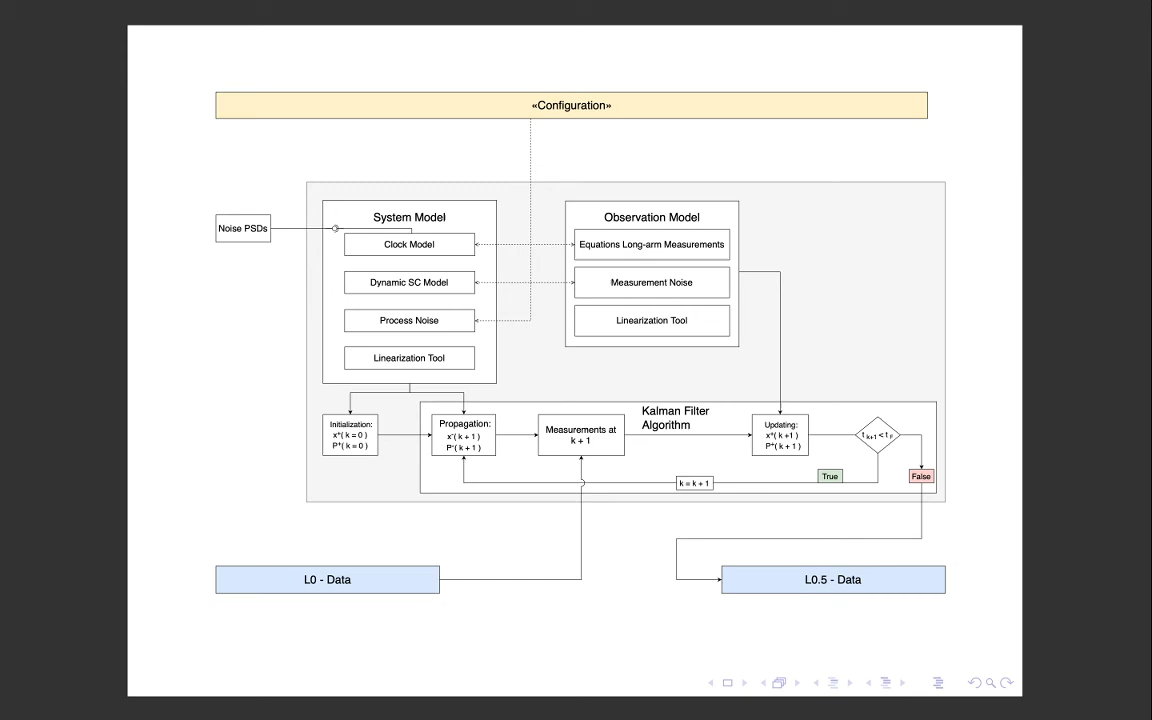 «Configuration»
Noise PSDs
System Model
Clock Model
Dynamic SC Model
Process Noise
Linearization Tool
Observation Model
Equations Long-arm Measurements
Measurement Noise
Linearization Tool
Kalman Filter
Algorithm
Initialization:
x⁺( k = 0 )
P⁺( k = 0 )
Propagation:
x⁻( k + 1 )
P⁻( k + 1 )
Measurements at
k + 1
Updating:
x⁺( k +1 )
P⁺( k + 1 )
t k+1 < t F
True
False
k = k + 1
L0 - Data
L0.5 - Data